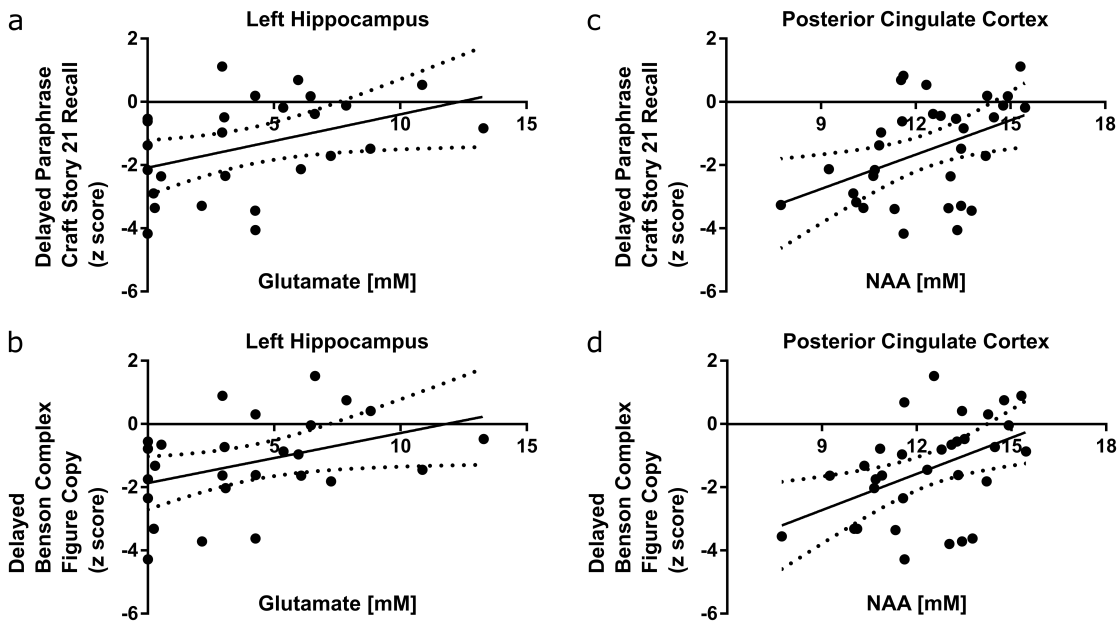 a
Left Hippocampus
Delayed Paraphrase
Craft Story 21 Recall
(z score)
2
0
-2
-4
-6
5
10
15
Glutamate [mM]
c
Posterior Cingulate Cortex
Delayed Paraphrase
Craft Story 21 Recall
(z score)
2
0
-2
-4
-6
9
12
15
18
NAA [mM]
b
Left Hippocampus
Delayed
Benson Complex
Figure Copy
(z score)
2
0
-2
-4
-6
5
10
15
Glutamate [mM]
d
Posterior Cingulate Cortex
Delayed
Benson Complex
Figure Copy
(z score)
2
0
-2
-4
-6
9
12
15
18
NAA [mM]